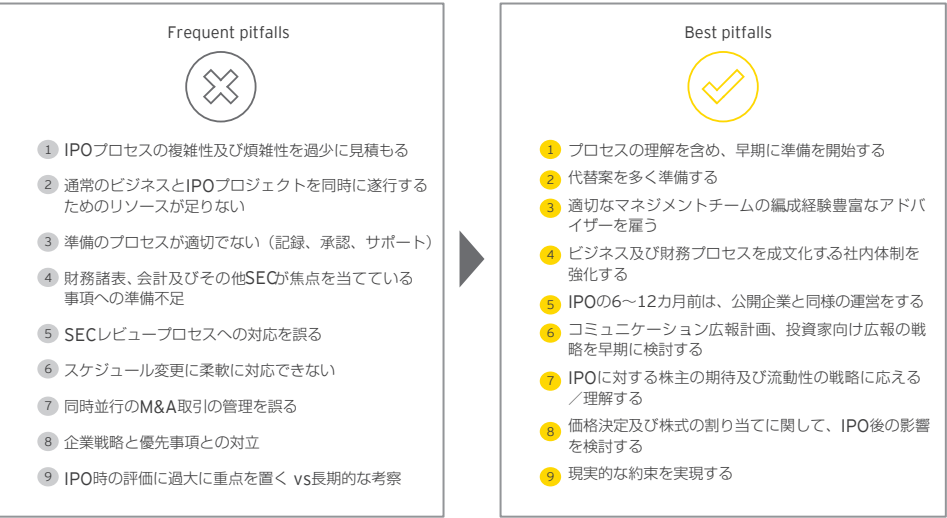 Frequent pitfalls
1 IPOプロセスの複雑性及び煩雑性を過少に見積もる
2 通常のビジネスとIPOプロジェクトを同時に遂行する
ためのリソースが足りない
3 準備のプロセスが適切でない（記録、承認、サポート）
4 財務諸表、会計及びその他SECが焦点を当てている
事項への準備不足
5 SECレビュープロセスへの対応を誤る
6 スケジュール変更に柔軟に対応できない
7 同時並行のM&A取引の管理を誤る
8 企業戦略と優先事項との対立
9 IPO時の評価に過大に重点を置く vs長期的な考察
Best pitfalls
1 プロセスの理解を含め、早期に準備を開始する
2 代替案を多く準備する
3 適切なマネジメントチームの編成経験豊富なアドバ
イザーを雇う
4 ビジネス及び財務プロセスを成文化する社内体制を
強化する
5 IPOの6～12カ月前は、公開企業と同様の運営をする
6 コミュニケーション広報計画、投資家向け広報の戦
略を早期に検討する
7 IPOに対する株主の期待及び流動性の戦略に応える
／理解する
8 価格決定及び株式の割り当てに関して、IPO後の影響
を検討する
9 現実的な約束を実現する